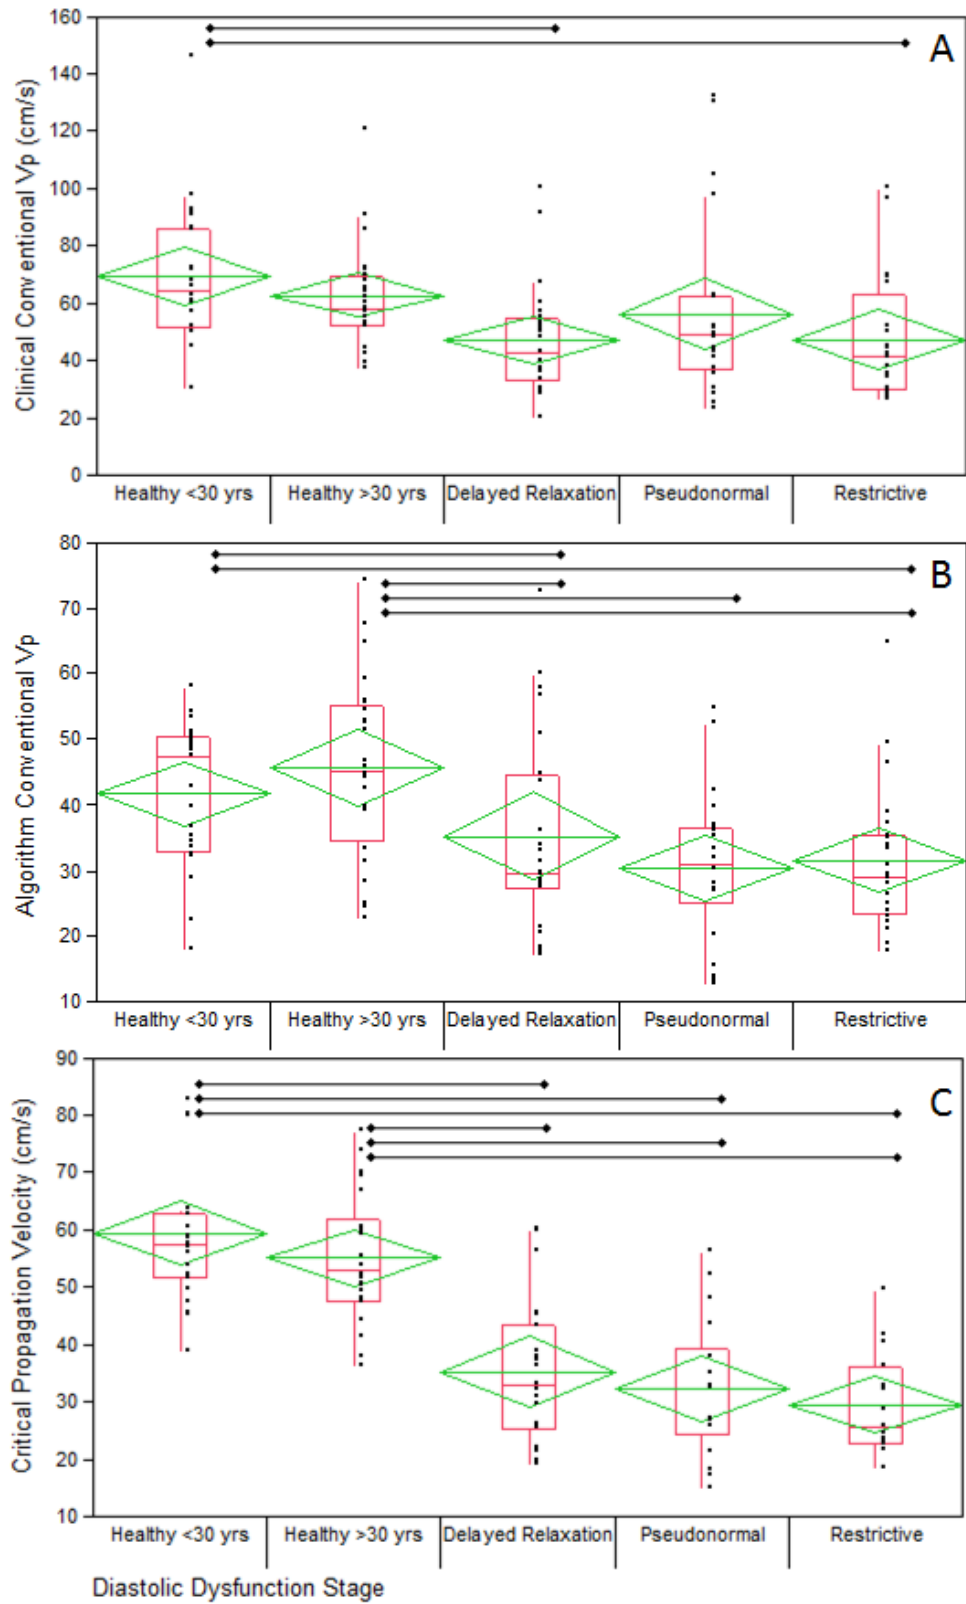 A
Clinical Conventional Vp (cm/s)
160
140
120
100
80
60
40
20
0
Healthy <30 yrs
Healthy >30 yrs
Delayed Relaxation
Pseudonormal
Restrictive
B
Algorithm Conventional Vp
80
70
60
50
40
30
20
10
Healthy <30 yrs
Healthy >30 yrs
Delayed Relaxation
Pseudonormal
Restrictive
C
Critical Propagation Velocity (cm/s)
90
80
70
60
50
40
30
20
10
Healthy <30 yrs
Healthy >30 yrs
Delayed Relaxation
Pseudonormal
Restrictive
Diastolic Dysfunction Stage